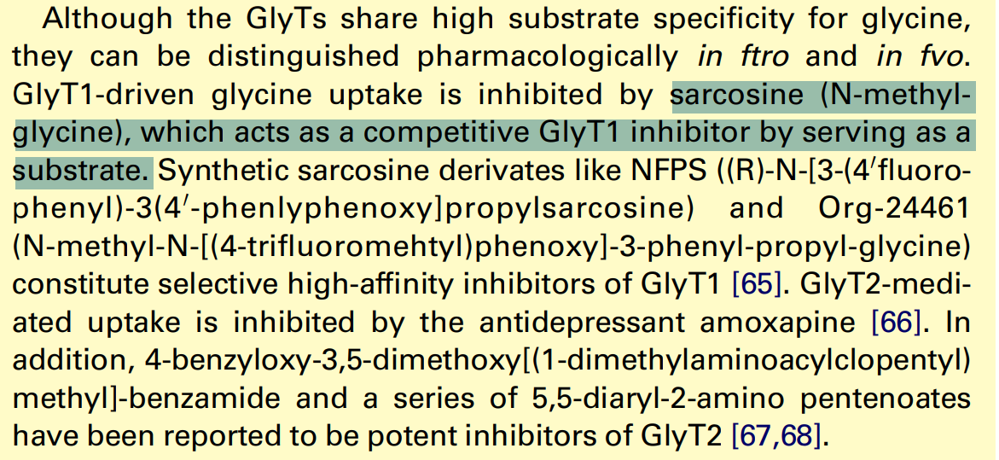 Although the GlyTs share high substrate specificity for glycine,
they can be distinguished pharmacologically in ftro and in fvo.
GlyT1-driven glycine uptake is inhibited by sarcosine (N-methyl-
glycine), which acts as a competitive GlyT1 inhibitor by serving as a
substrate. Synthetic sarcosine derivates like NFPS ((R)-N-[3-(4′fluoro-
phenyl)-3(4′-phenlyphenoxy]propylsarcosine) and Org-24461
(N-methyl-N-[(4-trifluoromehtyl)phenoxy]-3-phenyl-propyl-glycine)
constitute selective high-affinity inhibitors of GlyT1 [65]. GlyT2-medi-
ated uptake is inhibited by the antidepressant amoxapine [66]. In
addition, 4-benzyloxy-3,5-dimethoxy[(1-dimethylaminoacylclopentyl)
methyl]-benzamide and a series of 5,5-diaryl-2-amino pentenoates
have been reported to be potent inhibitors of GlyT2 [67,68].